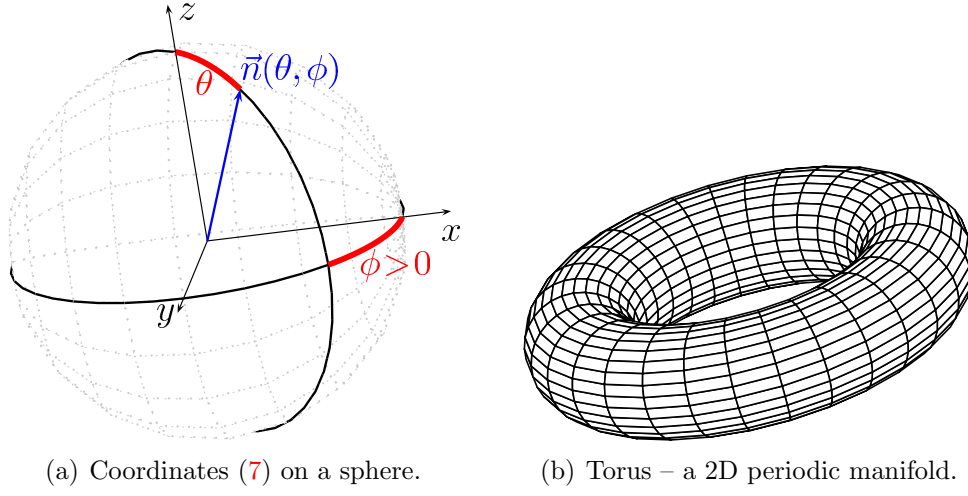 z
θ
n⃗(θ, ϕ)
x
ϕ>0
y
(a) Coordinates (7) on a sphere.
(b) Torus – a 2D periodic manifold.